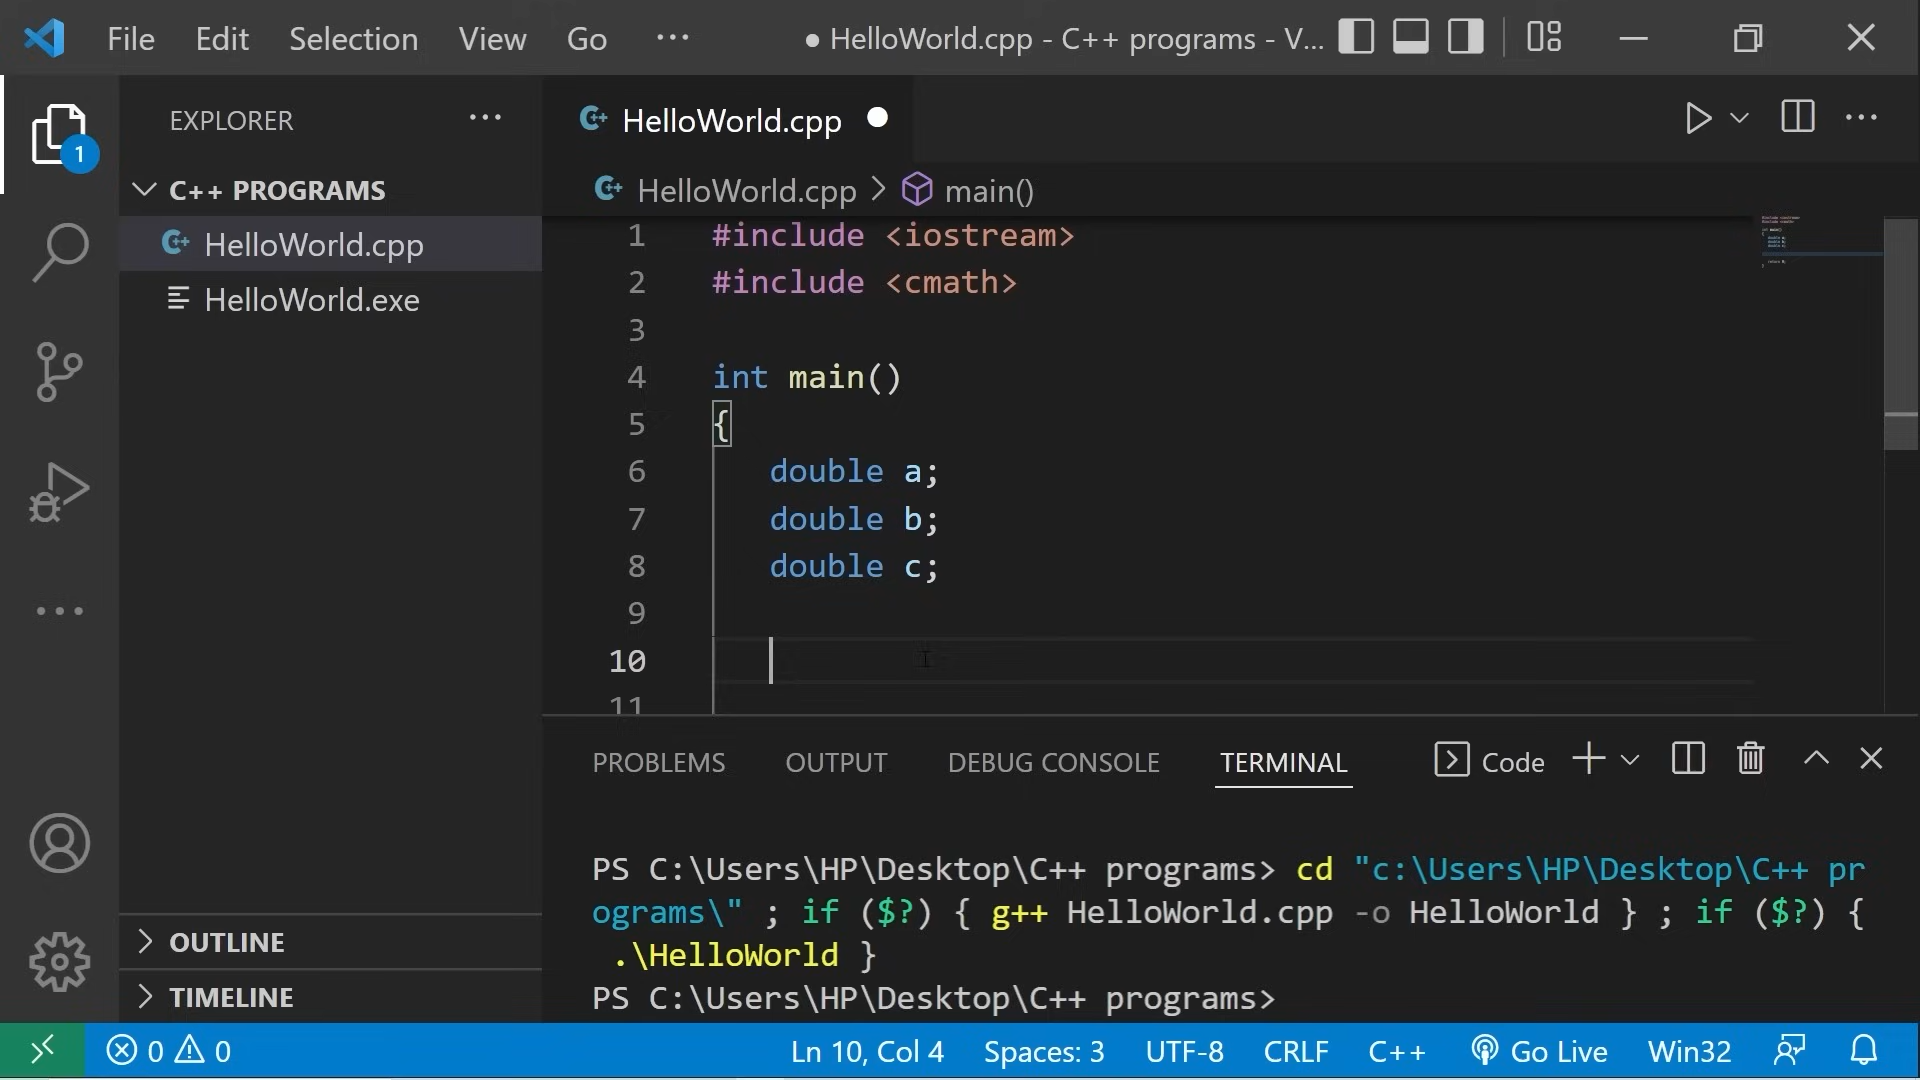 File Edit Selection View Go ··· ● HelloWorld.cpp - C++ programs - V...
EXPLORER ···
HelloWorld.cpp
1
C++ PROGRAMS
HelloWorld.cpp > main()
HelloWorld.cpp
HelloWorld.exe
1 #include <iostream>
2 #include <cmath>
3
4 int main()
5 {
6 double a;
7 double b;
8 double c;
9
10
11
PROBLEMS OUTPUT DEBUG CONSOLE TERMINAL Code
PS C:\Users\HP\Desktop\C++ programs> cd "c:\Users\HP\Desktop\C++ pr
ograms\" ; if ($?) { g++ HelloWorld.cpp -o HelloWorld } ; if ($?) {
.\HelloWorld }
PS C:\Users\HP\Desktop\C++ programs>
OUTLINE
TIMELINE
0 0 Ln 10, Col 4 Spaces: 3 UTF-8 CRLF C++ Go Live Win32